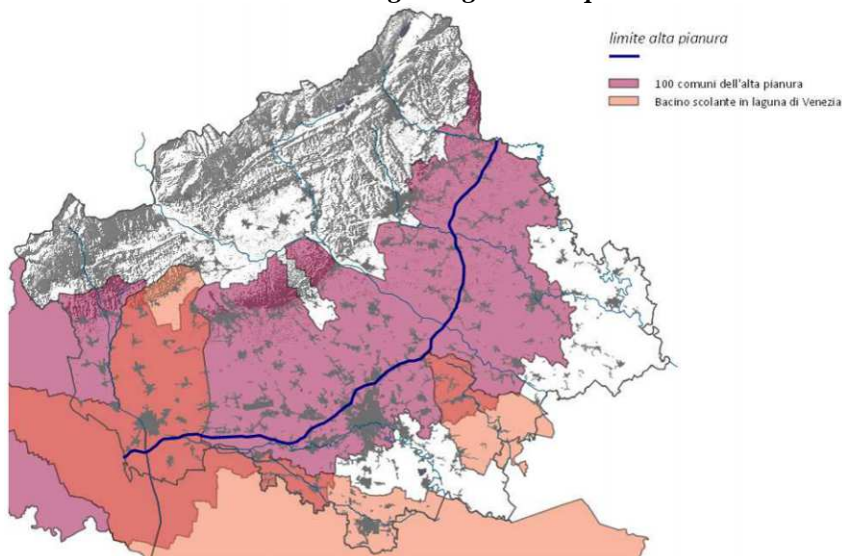 limite alta pianura
100 comuni dell'alta pianura
Bacino scolante in laguna di Venezia